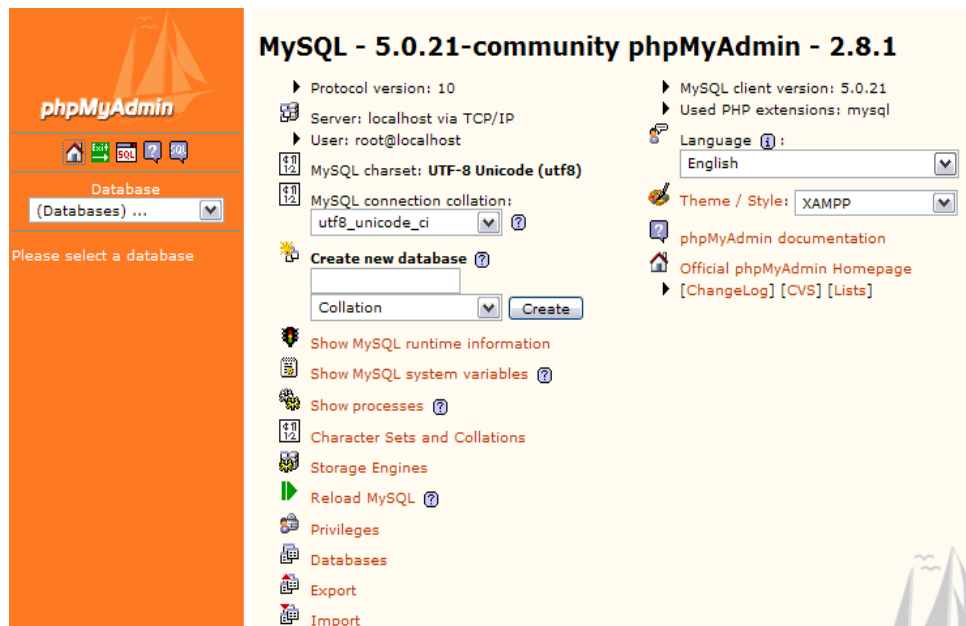 phpMyAdmin
Exit
SQL
?
SQL
Database
(Databases) ...
Please select a database
MySQL - 5.0.21-community phpMyAdmin - 2.8.1
Protocol version: 10
Server: localhost via TCP/IP
User: root@localhost
MySQL charset: UTF-8 Unicode (utf8)
MySQL connection collation:
utf8_unicode_ci ?
Create new database ?
Collation Create
Show MySQL runtime information
Show MySQL system variables ?
Show processes ?
Character Sets and Collations
Storage Engines
Reload MySQL ?
Privileges
Databases
Export
Import
MySQL client version: 5.0.21
Used PHP extensions: mysql
Language i :
English
Theme / Style: XAMPP
phpMyAdmin documentation
Official phpMyAdmin Homepage
[ChangeLog] [CVS] [Lists]